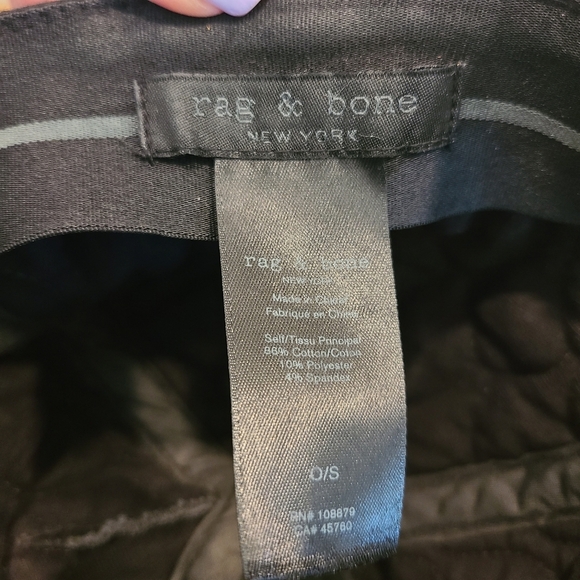 rag & bone
NEW YORK
rag & bone
NEW YORK
Made in China
Fabrique en Chine
Self/Tissu Principal
86% Cotton/Coton
10% Polyester
4% Spandex
O/S
RN# 108879
CA# 45760